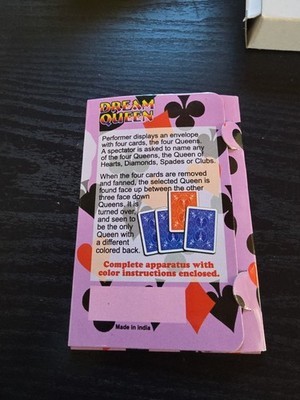 DREAM
QUEEN
Performer displays an envelope
with four cards, the four Queens.
A spectator is asked to name any
of the four Queens, the Queen of
Hearts, Diamonds, Spades or Clubs.
When the four cards are removed
and fanned, the selected Queen is
found face up between the other
three face down
Queens. It is
turned over
and seen to
be the only
Queen with
a different
colored back.
Complete apparatus with
color instructions enclosed.
Made in India